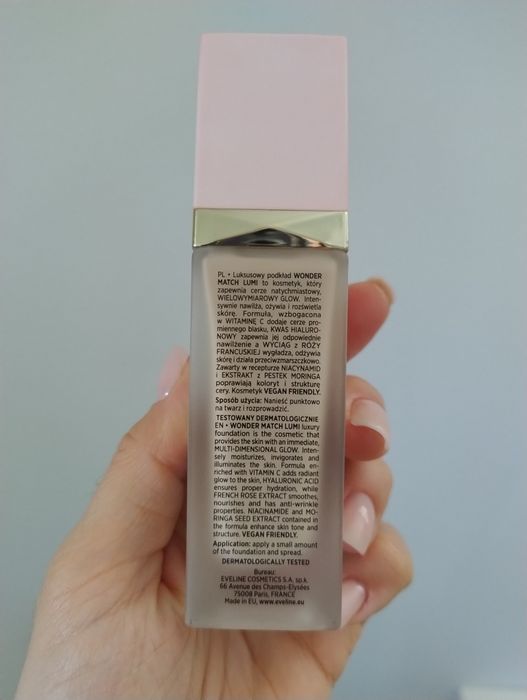 PL • Luksusowy podkład WONDER
MATCH LUMI to kosmetyk, który
zapewnia cerze natychmiastowy,
WIELOWYMIAROWY GLOW. Inten-
sywnie nawilża, ożywia i rozświetla
skórę. Formuła, wzbogacona
w WITAMINĘ C dodaje cerze pro-
miennego blasku, KWAS HIALURO-
NOWY zapewnia jej odpowiednie
nawilżenie a WYCIĄG z RÓŻY
FRANCUSKIEJ wygładza, odżywia
skórę i działa przeciwzmarszczkowo.
Zawarty w recepturze NIACYNAMID
i EKSTRAKT z PESTEK MORINGA
poprawiają koloryt i strukturę
cery. Kosmetyk VEGAN FRIENDLY.
Sposób użycia: Nanieść punktowo
na twarz i rozprowadzić.
TESTOWANY DERMATOLOGICZNIE
EN • WONDER MATCH LUMI luxury
foundation is the cosmetic that
provides the skin with an immediate,
MULTI-DIMENSIONAL GLOW. Inten-
sely moisturizes, invigorates and
illuminates the skin. Formula en-
riched with VITAMIN C adds radiant
glow to the skin, HYALURONIC ACID
ensures proper hydration, while
FRENCH ROSE EXTRACT smoothes,
nourishes and has anti-wrinkle
properties. NIACINAMIDE and MO-
RINGA SEED EXTRACT contained in
the formula enhance skin tone and
structure. VEGAN FRIENDLY.
Application: apply a small amount
of the foundation and spread.
DERMATOLOGICALLY TESTED
Bureau:
EVELINE COSMETICS S.A. sp.k.
66 Avenue des Champs-Elysées
75008 Paris, FRANCE
Made in EU, www.eveline.eu